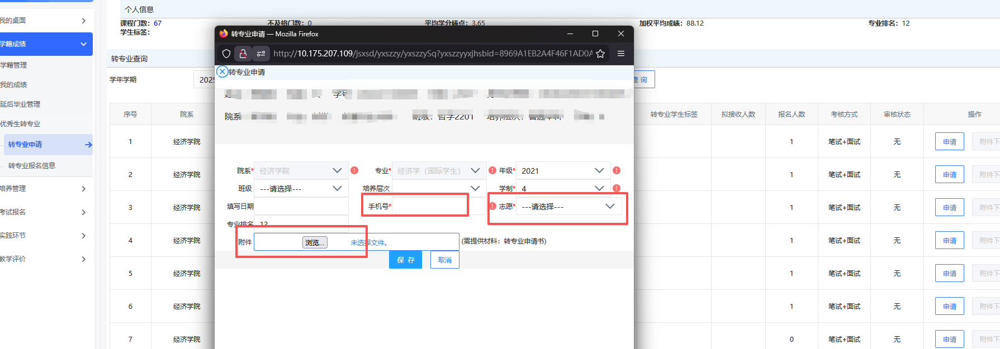 个人信息
课程门数：67 不及格门数：0 平均学分绩点：3.65 加权平均成绩：88.12 专业排名：12
学生标签：
我的桌面
学籍成绩
学籍管理
我的成绩
延后毕业管理
优秀生转专业
转专业申请
转专业报名信息
培养管理
考试报名
实践环节
教学评价
转专业查询
学年学期 2025 查 询
序号 院系 转专业学生标签 拟接收人数 报名人数 考核方式 审核状态 操作
1 经济学院 1 笔试+面试 无 申请 附件下
2 经济学院 1 笔试+面试 无 申请 附件下
3 经济学院 1 笔试+面试 无 申请 附件下
4 经济学院 1 笔试+面试 无 申请 附件下
5 经济学院 1 笔试+面试 无 申请 附件下
6 经济学院 1 笔试+面试 无 申请 附件下
7 经济学院 0 笔试+面试 无 申请 附件下
转专业申请 — Mozilla Firefox
http://10.175.207.109/jsxsd/yxszzy/yxszzySq?yxszzyyxjhsbid=8969A1EB2A4F46F1AD0A
转专业申请
学号
院系 班级：哲学2201 培养层次：普通本科
院系* 经济学院 专业* 经济学（国际学生） 年级* 2021
班级 ---请选择--- 培养层次 学制* 4
填写日期 手机号* 志愿* ---请选择---
专业排名 12
附件 浏览... 未选择文件。 (需提供材料：转专业申请书)
保 存 取消